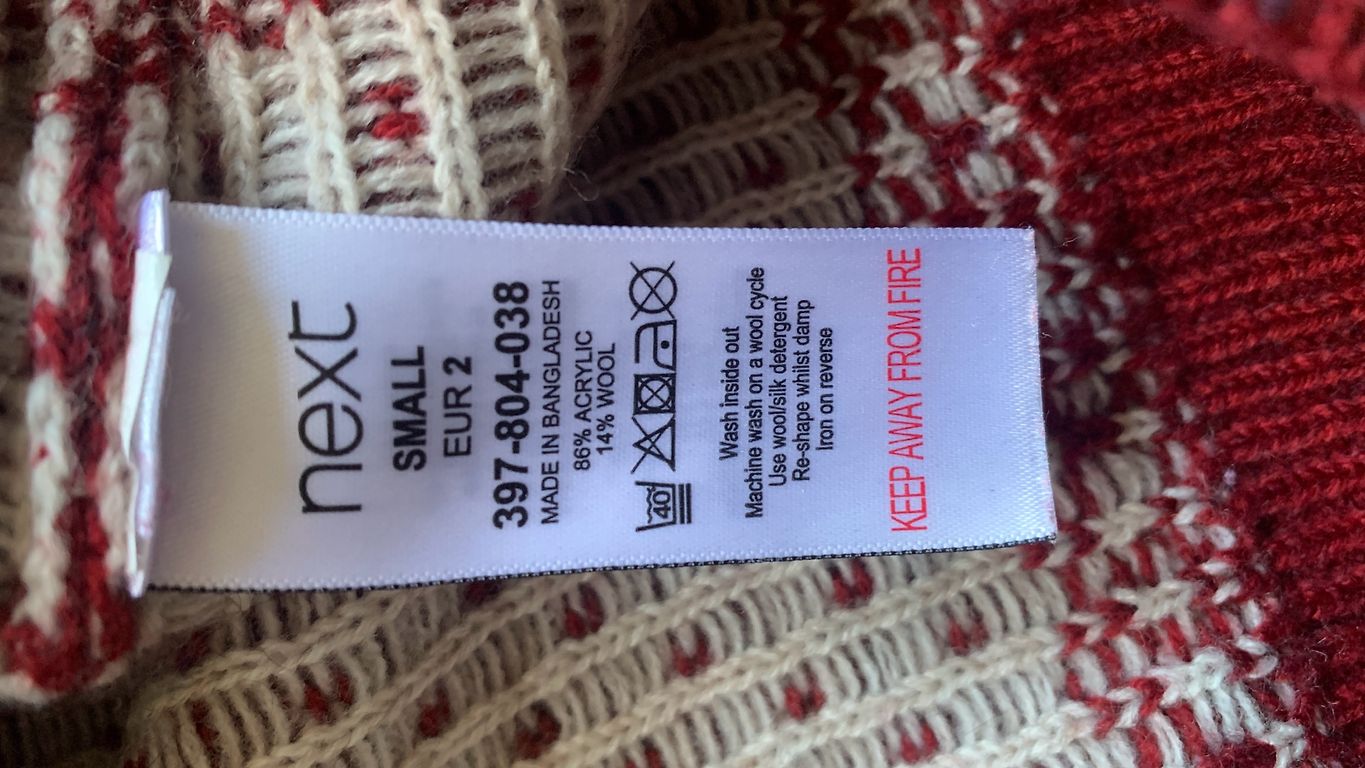 next
SMALL
EUR 2
397-804-038
MADE IN BANGLADESH
86% ACRYLIC
14% WOOL
40
Wash inside out
Machine wash on a wool cycle
Use wool/silk detergent
Re-shape whilst damp
Iron on reverse
KEEP AWAY FROM FIRE